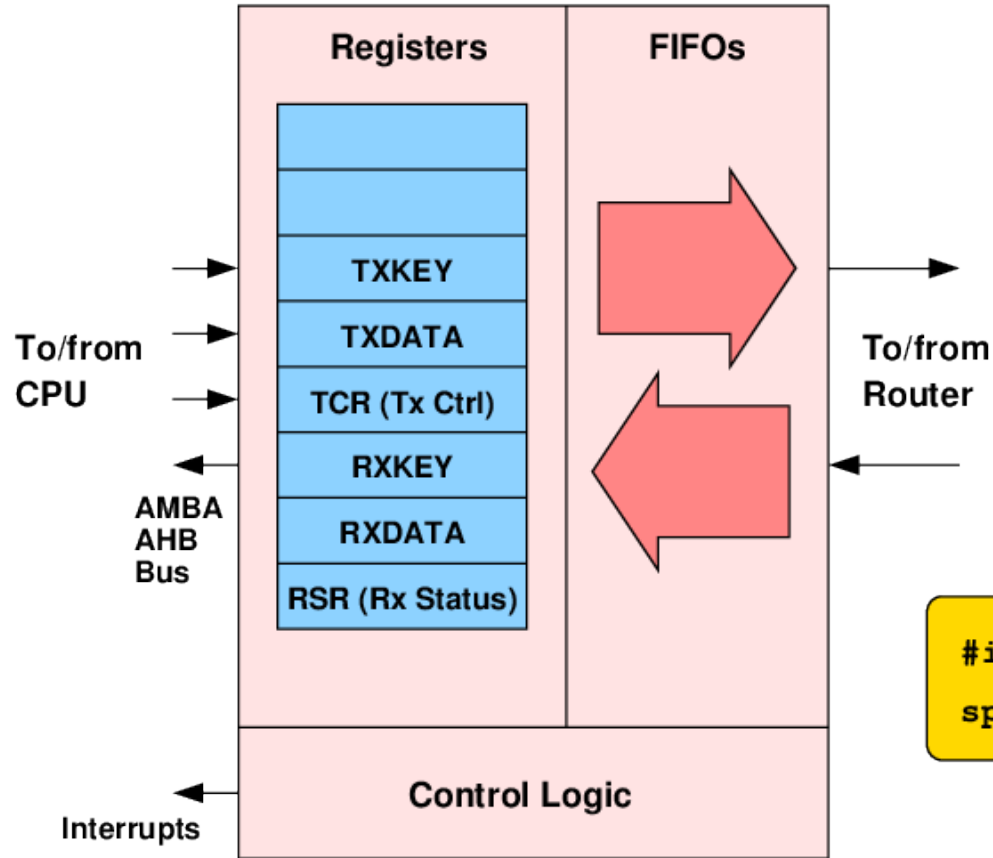 Registers
FIFOs
TXKEY
TXDATA
TCR (Tx Ctrl)
RXKEY
RXDATA
RSR (Rx Status)
To/from
CPU
AMBA
AHB
Bus
To/from
Router
#i
sp
Control Logic
Interrupts